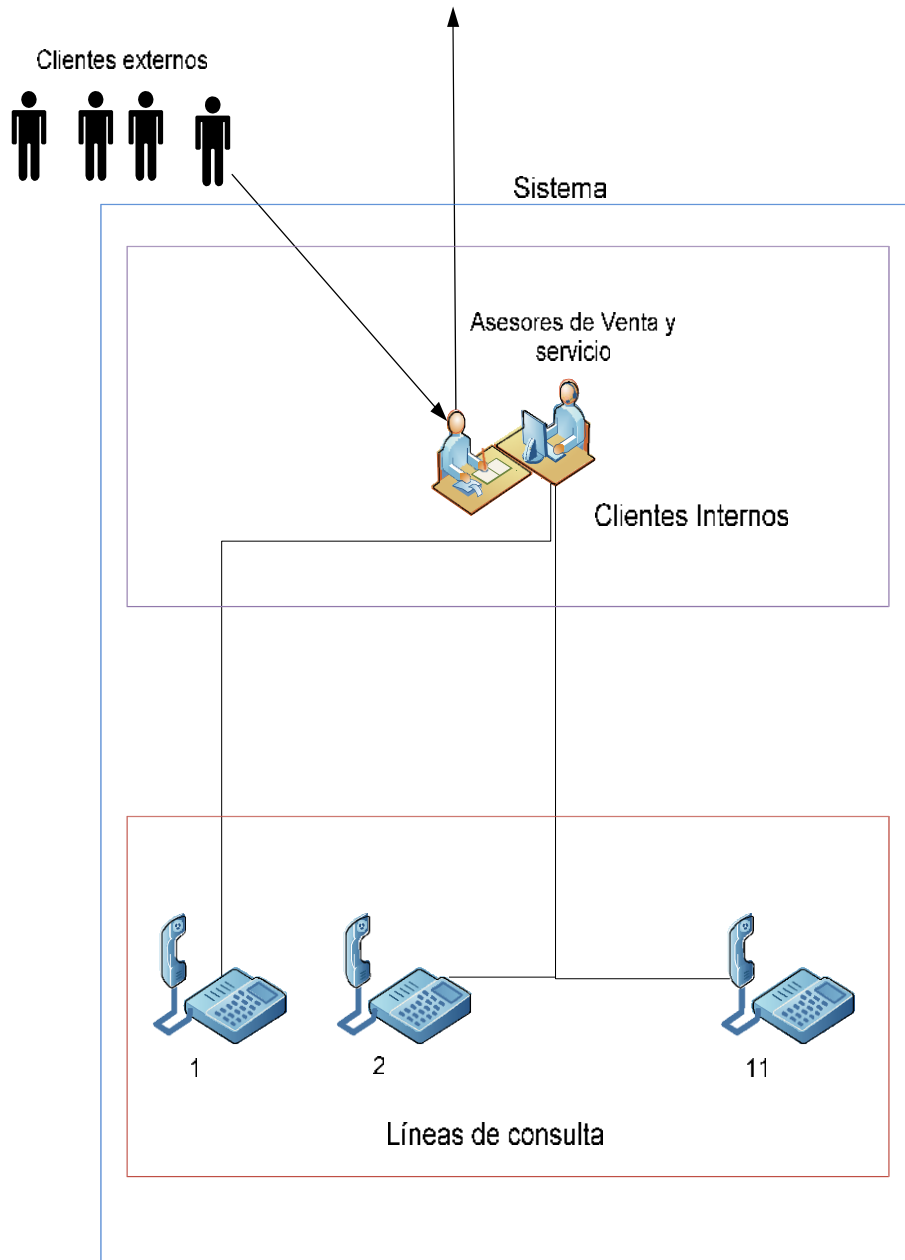 Clientes externos
Sistema
Asesores de Venta y
servicio
Clientes Internos
1
2
11
Líneas de consulta